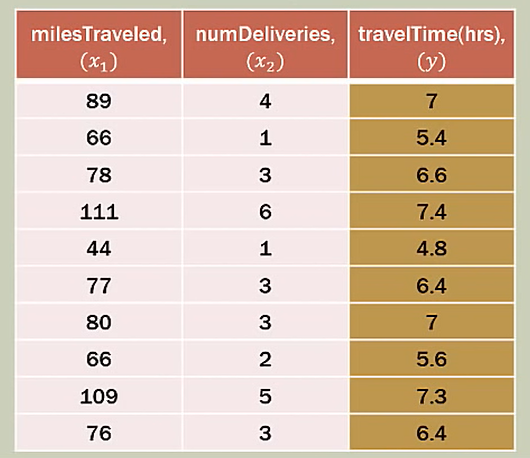 milesTraveled, numDeliveries, travelTime(hrs),
(x₁) (x₂) (y)
89 4 7
66 1 5.4
78 3 6.6
111 6 7.4
44 1 4.8
77 3 6.4
80 3 7
66 2 5.6
109 5 7.3
76 3 6.4